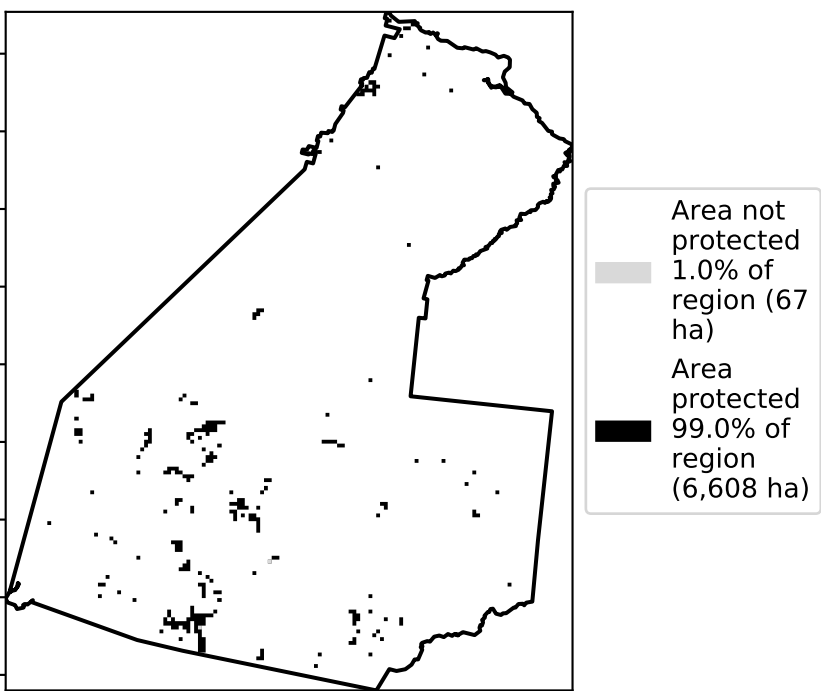 Area not
protected
1.0% of
region (67
ha)
Area
protected
99.0% of
region
(6,608 ha)